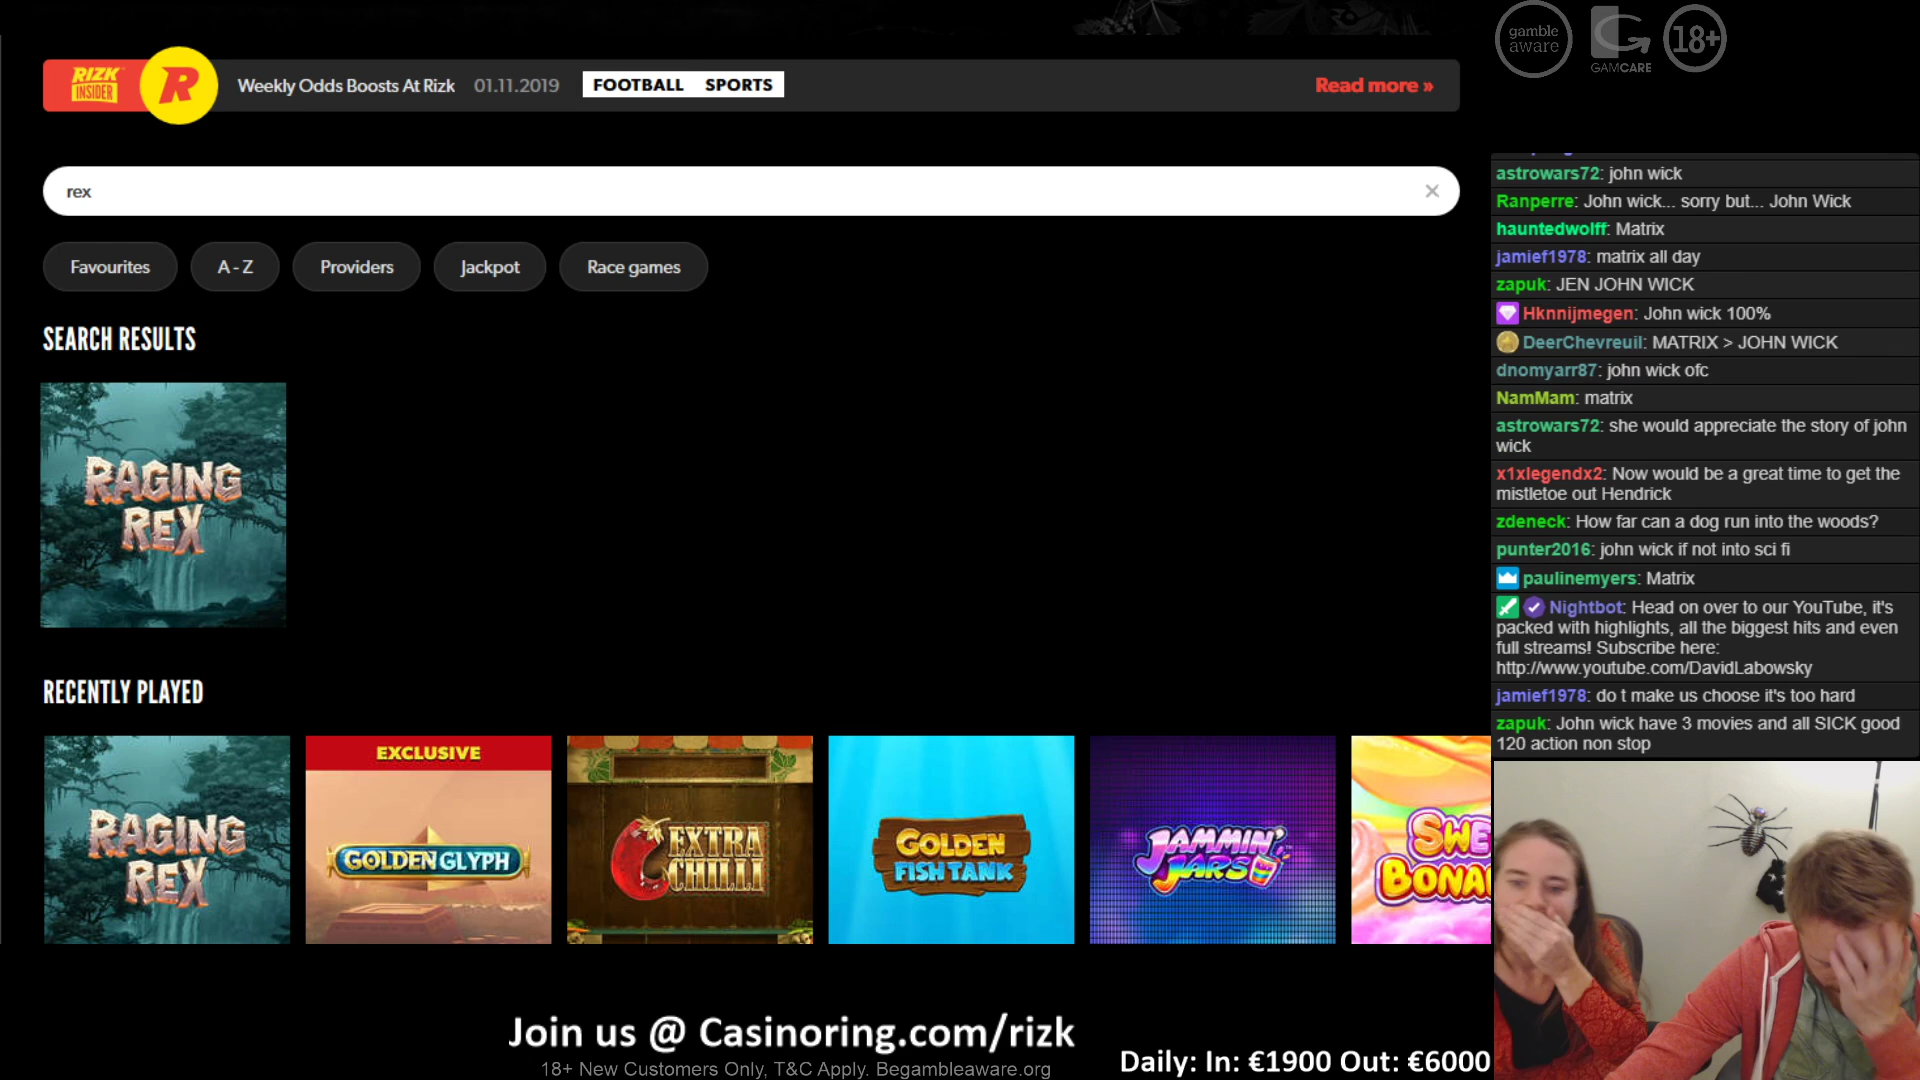 RIZK
INSIDER
R
Weekly Odds Boosts At Rizk 01.11.2019 FOOTBALL SPORTS Read more »
rex
Favourites A - Z Providers Jackpot Race games
SEARCH RESULTS
RAGING
REX
RECENTLY PLAYED
RAGING
REX
EXCLUSIVE
GOLDEN GLYPH
EXTRA
CHILLI
GOLDEN
FISH TANK
JAMMIN'
JARS
Join us @ Casinoring.com/rizk
18+ New Customers Only, T&C Apply. Begambleaware.org
Daily: In: €1900 Out: €6000
gamble
aware
GAMCARE
18+
astrowars72: john wick
Ranperre: John wick... sorry but... John Wick
hauntedwolff: Matrix
jamief1978: matrix all day
zapuk: JEN JOHN WICK
Hknnijmegen: John wick 100%
DeerChevreuil: MATRIX > JOHN WICK
dnomyarr87: john wick ofc
NamMam: matrix
astrowars72: she would appreciate the story of john
wick
x1xlegendx2: Now would be a great time to get the
mistletoe out Hendrick
zdeneck: How far can a dog run into the woods?
punter2016: john wick if not into sci fi
paulinemyers: Matrix
Nightbot: Head on over to our YouTube, it's
packed with highlights, all the biggest hits and even
full streams! Subscribe here:
http://www.youtube.com/DavidLabowsky
jamief1978: do t make us choose it's too hard
zapuk: John wick have 3 movies and all SICK good
120 action non stop